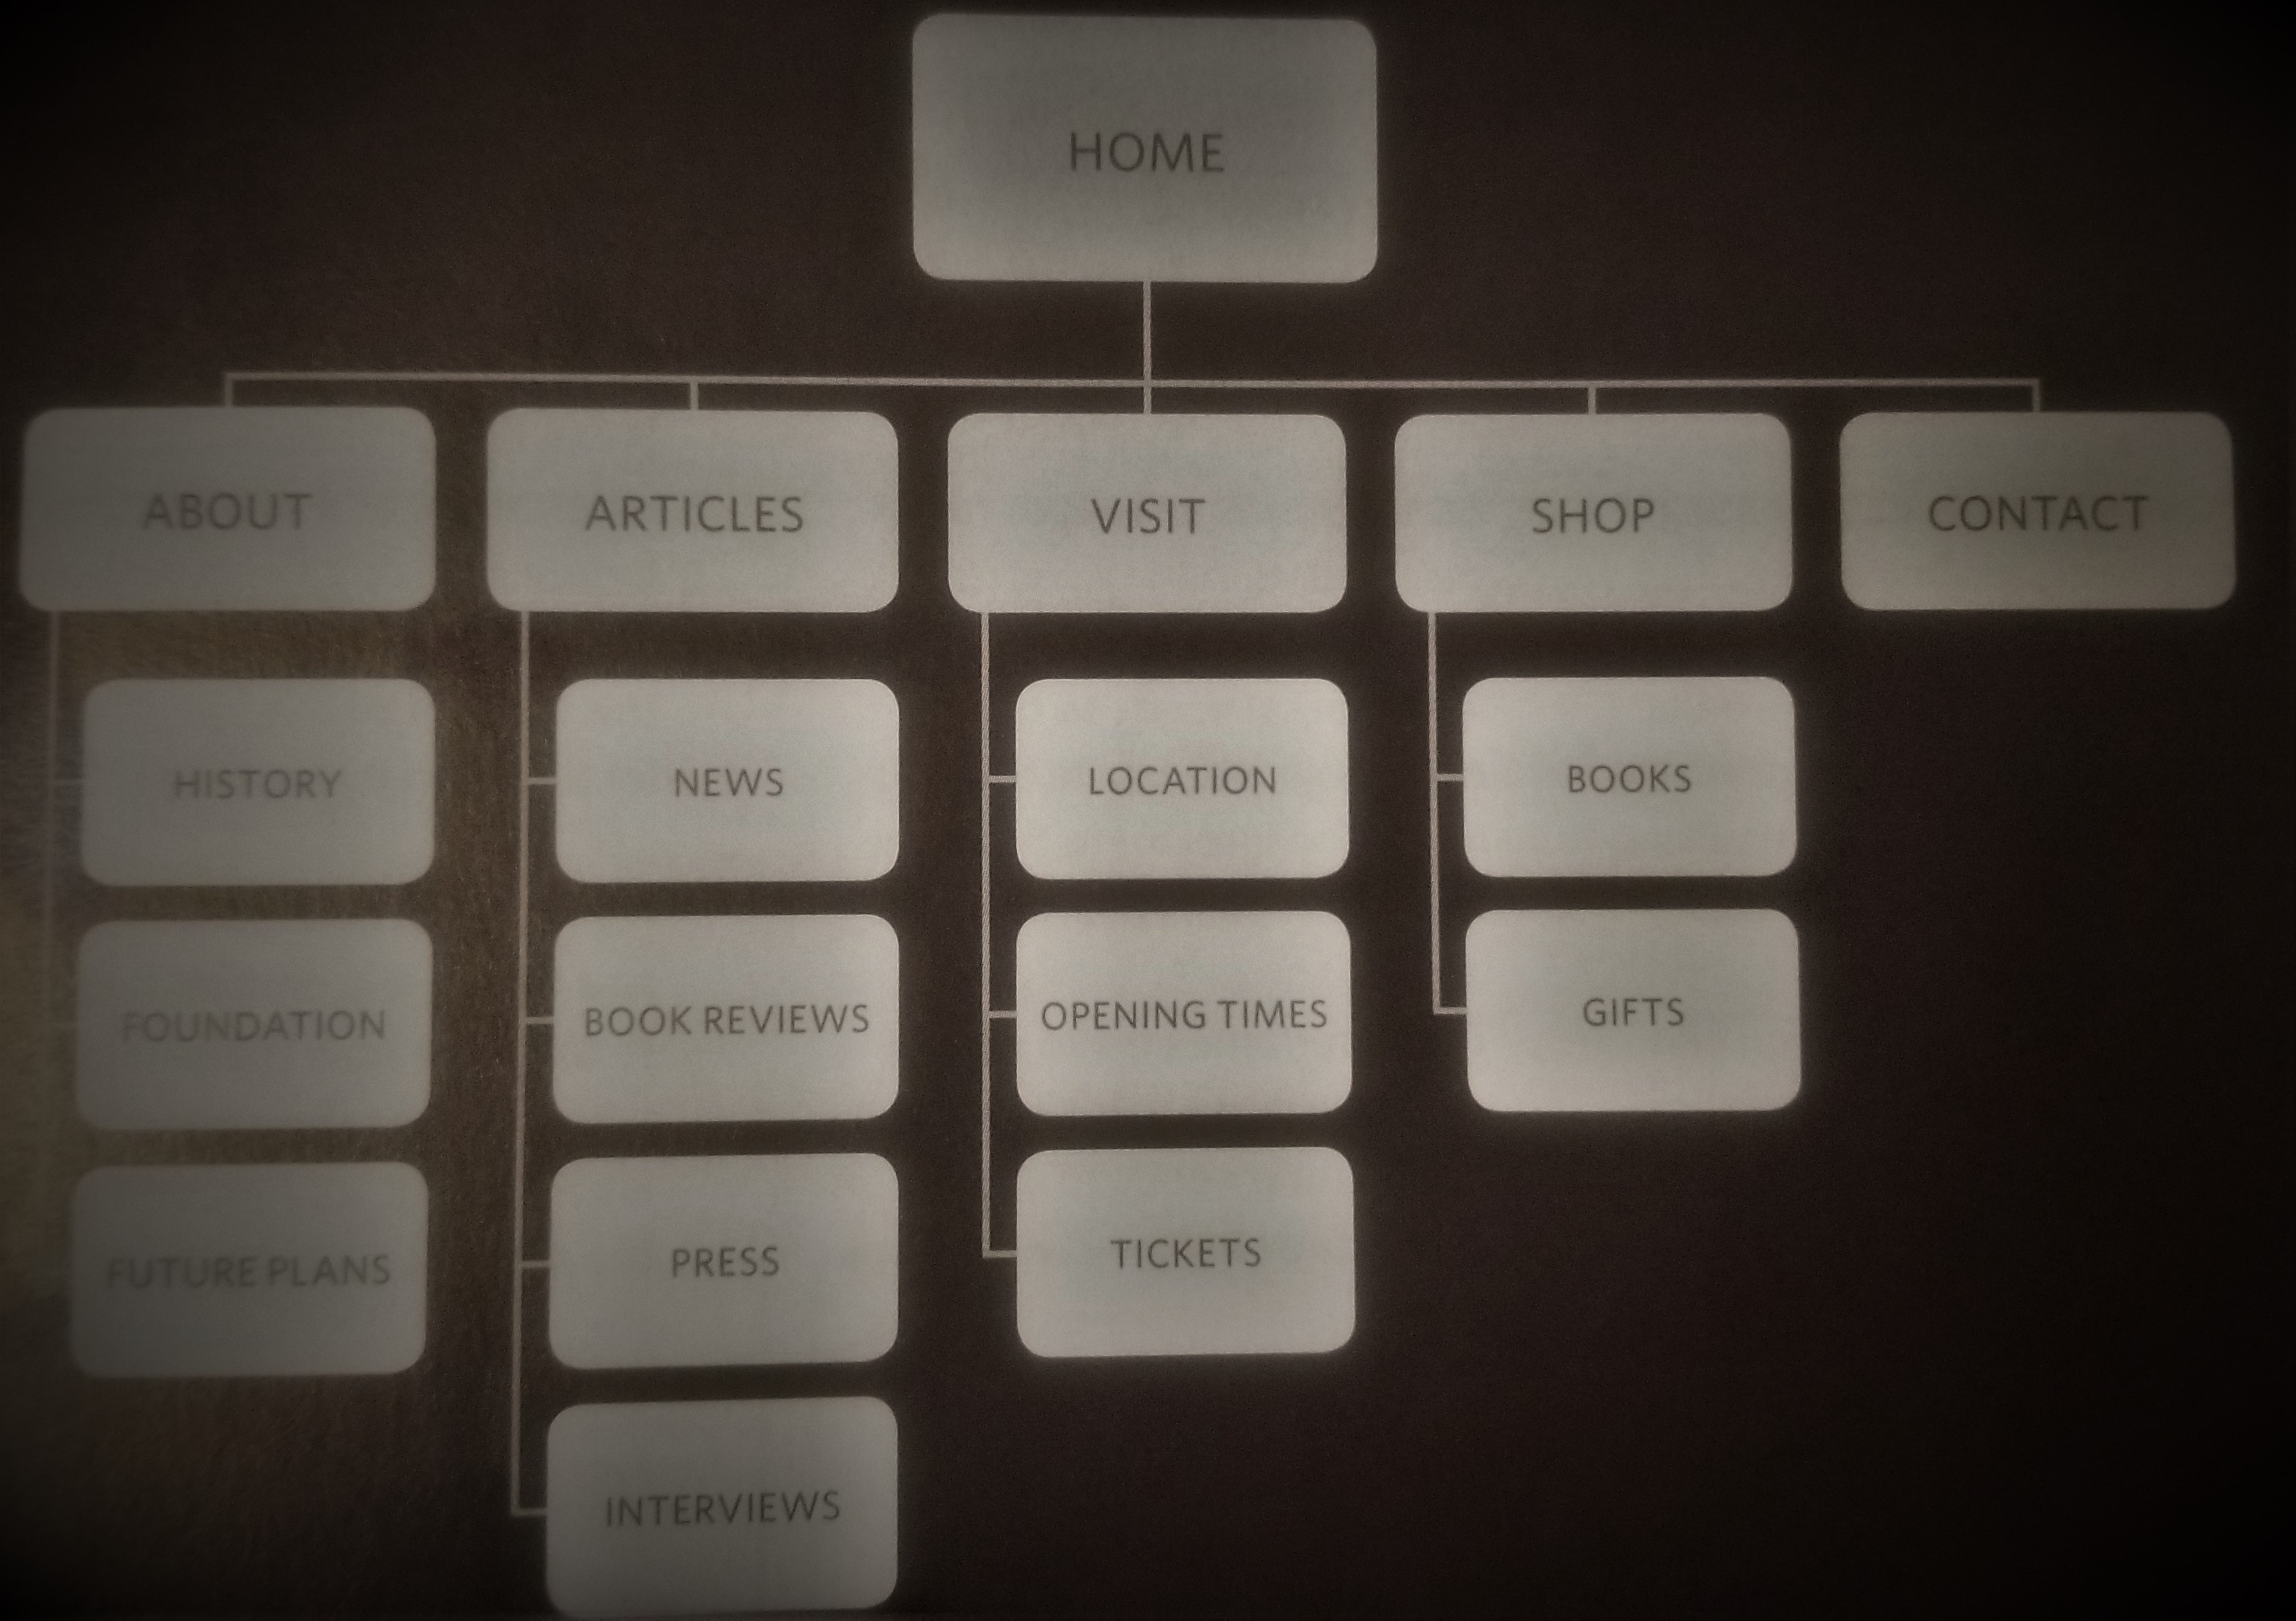 HOME
ABOUT
ARTICLES
VISIT
SHOP
CONTACT
HISTORY
NEWS
LOCATION
BOOKS
FOUNDATION
BOOK REVIEWS
OPENING TIMES
GIFTS
FUTURE PLANS
PRESS
TICKETS
INTERVIEWS